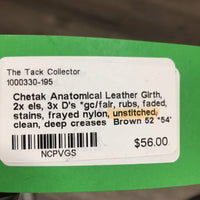 The Tack Collector
1000330-195
Chetak Anatomical Leather Girth,
2x els, 3x D's *gc/fair, rubs, faded,
stains, frayed nylon, unstitched,
clean, deep creases Brown 52 *54'
$56.00
NCPVGS